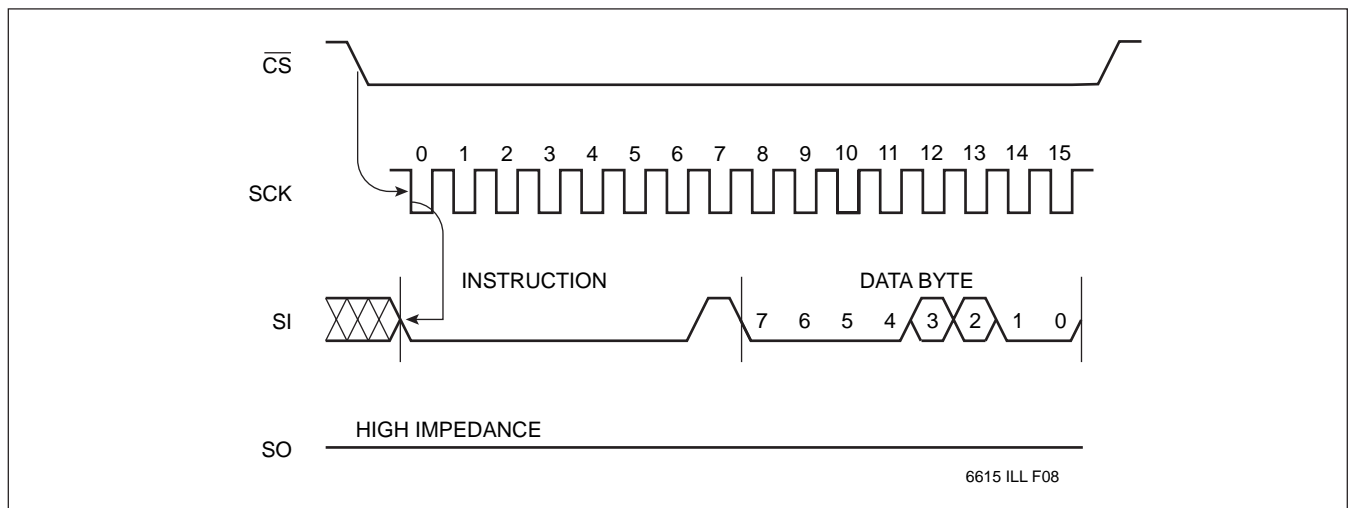 CS
0 1 2 3 4 5 6 7 8 9 10 11 12 13 14 15
SCK
INSTRUCTION DATA BYTE
SI 7 6 5 4 3 2 1 0
HIGH IMPEDANCE
SO
6615 ILL F08